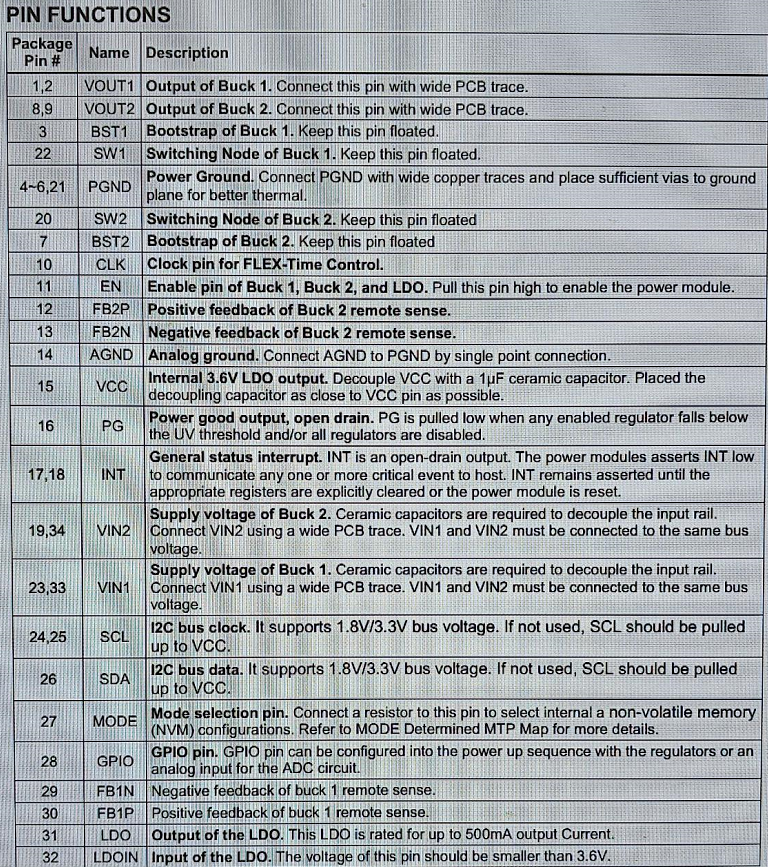 PIN FUNCTIONS
Package
Pin # Name Description
1,2 VOUT1 Output of Buck 1. Connect this pin with wide PCB trace.
8,9 VOUT2 Output of Buck 2. Connect this pin with wide PCB trace.
3 BST1 Bootstrap of Buck 1. Keep this pin floated.
22 SW1 Switching Node of Buck 1. Keep this pin floated.
4~6,21 PGND Power Ground. Connect PGND with wide copper traces and place sufficient vias to ground
plane for better thermal.
20 SW2 Switching Node of Buck 2. Keep this pin floated
7 BST2 Bootstrap of Buck 2. Keep this pin floated
10 CLK Clock pin for FLEX-Time Control.
11 EN Enable pin of Buck 1, Buck 2, and LDO. Pull this pin high to enable the power module.
12 FB2P Positive feedback of Buck 2 remote sense.
13 FB2N Negative feedback of Buck 2 remote sense.
14 AGND Analog ground. Connect AGND to PGND by single point connection.
15 VCC Internal 3.6V LDO output. Decouple VCC with a 1µF ceramic capacitor. Placed the
decoupling capacitor as close to VCC pin as possible.
16 PG Power good output, open drain. PG is pulled low when any enabled regulator falls below
the UV threshold and/or all regulators are disabled.
17,18 INT General status interrupt. INT is an open-drain output. The power modules asserts INT low
to communicate any one or more critical event to host. INT remains asserted until the
appropriate registers are explicitly cleared or the power module is reset.
19,34 VIN2 Supply voltage of Buck 2. Ceramic capacitors are required to decouple the input rail.
Connect VIN2 using a wide PCB trace. VIN1 and VIN2 must be connected to the same bus
voltage.
23,33 VIN1 Supply voltage of Buck 1. Ceramic capacitors are required to decouple the input rail.
Connect VIN1 using a wide PCB trace. VIN1 and VIN2 must be connected to the same bus
voltage.
24,25 SCL I2C bus clock. It supports 1.8V/3.3V bus voltage. If not used, SCL should be pulled
up to VCC.
26 SDA I2C bus data. It supports 1.8V/3.3V bus voltage. If not used, SCL should be pulled
up to VCC.
27 MODE Mode selection pin. Connect a resistor to this pin to select internal a non-volatile memory
(NVM) configurations. Refer to MODE Determined MTP Map for more details.
28 GPIO GPIO pin. GPIO pin can be configured into the power up sequence with the regulators or an
analog input for the ADC circuit.
29 FB1N Negative feedback of buck 1 remote sense.
30 FB1P Positive feedback of buck 1 remote sense.
31 LDO Output of the LDO. This LDO is rated for up to 500mA output Current.
32 LDOIN Input of the LDO. The voltage of this pin should be smaller than 3.6V.